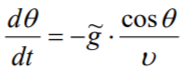 dθ/dt = −g̃ · cosθ/υ